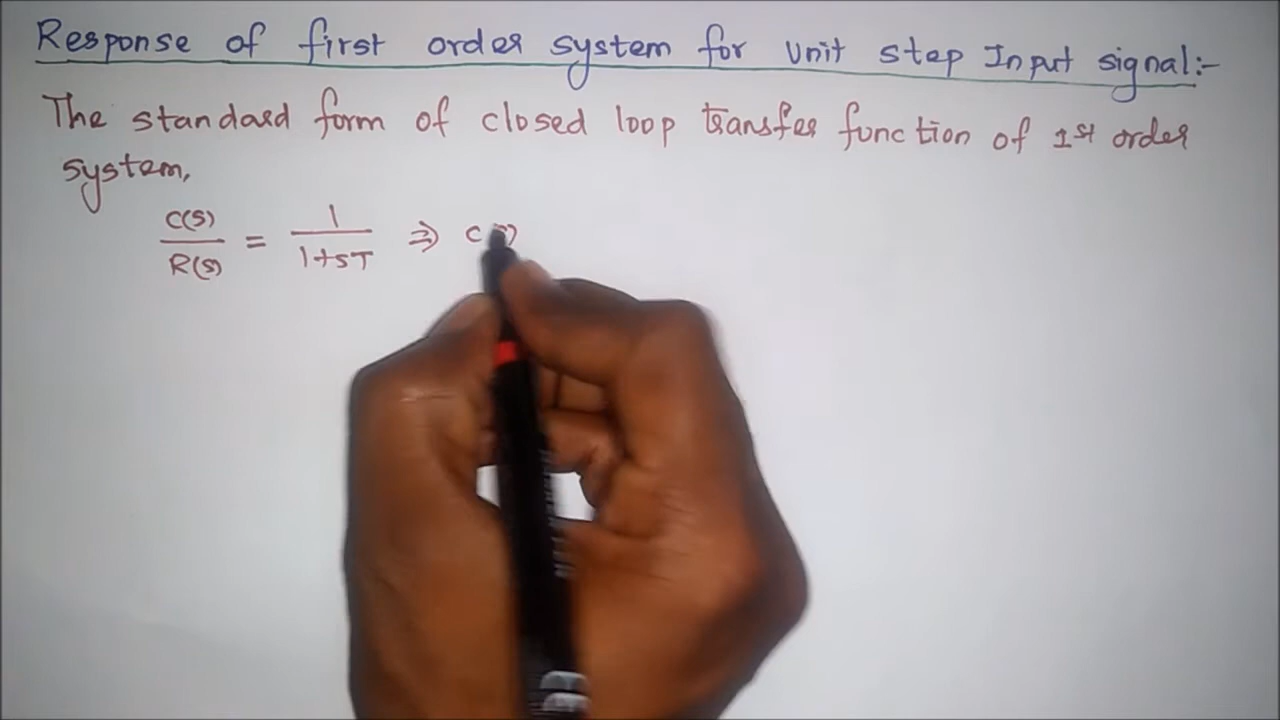 Response of first order system for Unit step Input signal:-
The standard form of closed loop transfer function of 1st order
system,
C(S)/R(S) = 1/1+ST ⇒ C